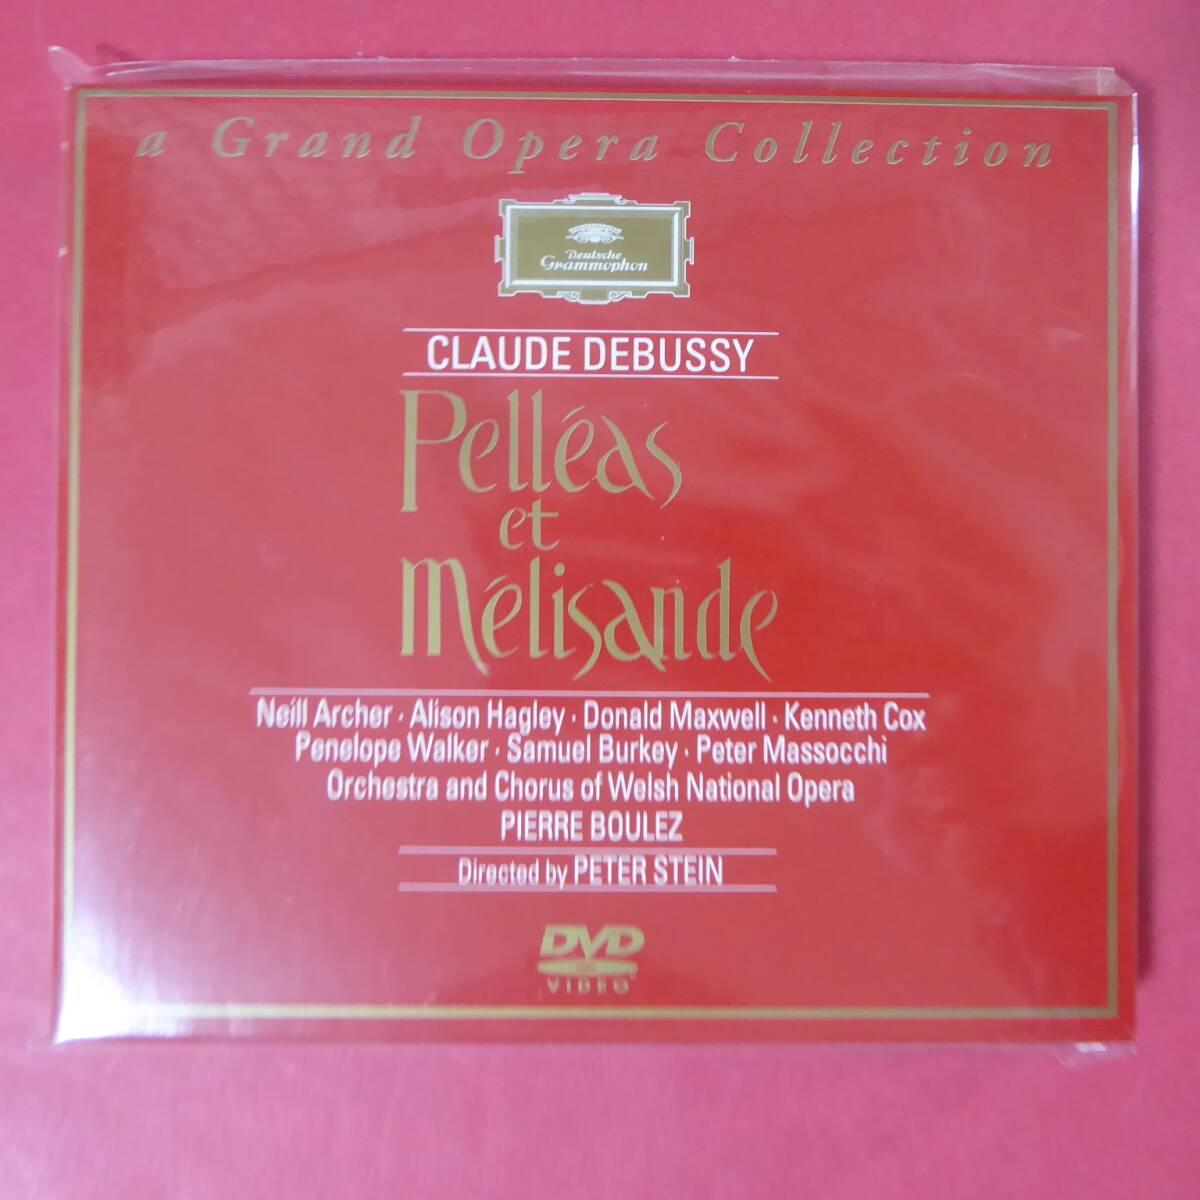 a Grand Opera Collection
Deutsche
Grammophon
CLAUDE DEBUSSY
Pelléas
et
Mélisande
Neill Archer · Alison Hagley · Donald Maxwell · Kenneth Cox
Penelope Walker · Samuel Burkey · Peter Massocchi
Orchestra and Chorus of Welsh National Opera
PIERRE BOULEZ
Directed by PETER STEIN
DVD
VIDEO